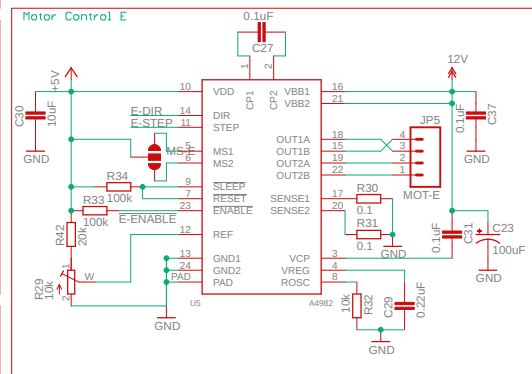 Motor Control E
0.1uF
C27
+5V
12V
1
2
CP1
CP2
10
VDD
VBB1
16
VBB2
21
C30
10uF
0.1uF
C37
E-DIR
14
DIR
E-STEP
11
STEP
JP5
OUT1A
18
4
OUT1B
15
3
OUT2A
19
2
OUT2B
22
1
MOT-E
GND
GND
MS-E
5
MS1
6
MS2
R34
100k
9
SLEEP
7
RESET
R33
100k
E-ENABLE
23
ENABLE
SENSE1
17
R30
0.1
SENSE2
20
R31
0.1
GND
R42
20k
12
REF
0.1uF
C31
C23
+
100uF
VCP
3
VREG
4
ROSC
8
13
GND1
24
GND2
PAD
PAD
R29
10k
1
W
2
GND
U5
A4982
10k
R32
C29
0.22uF
GND
GND